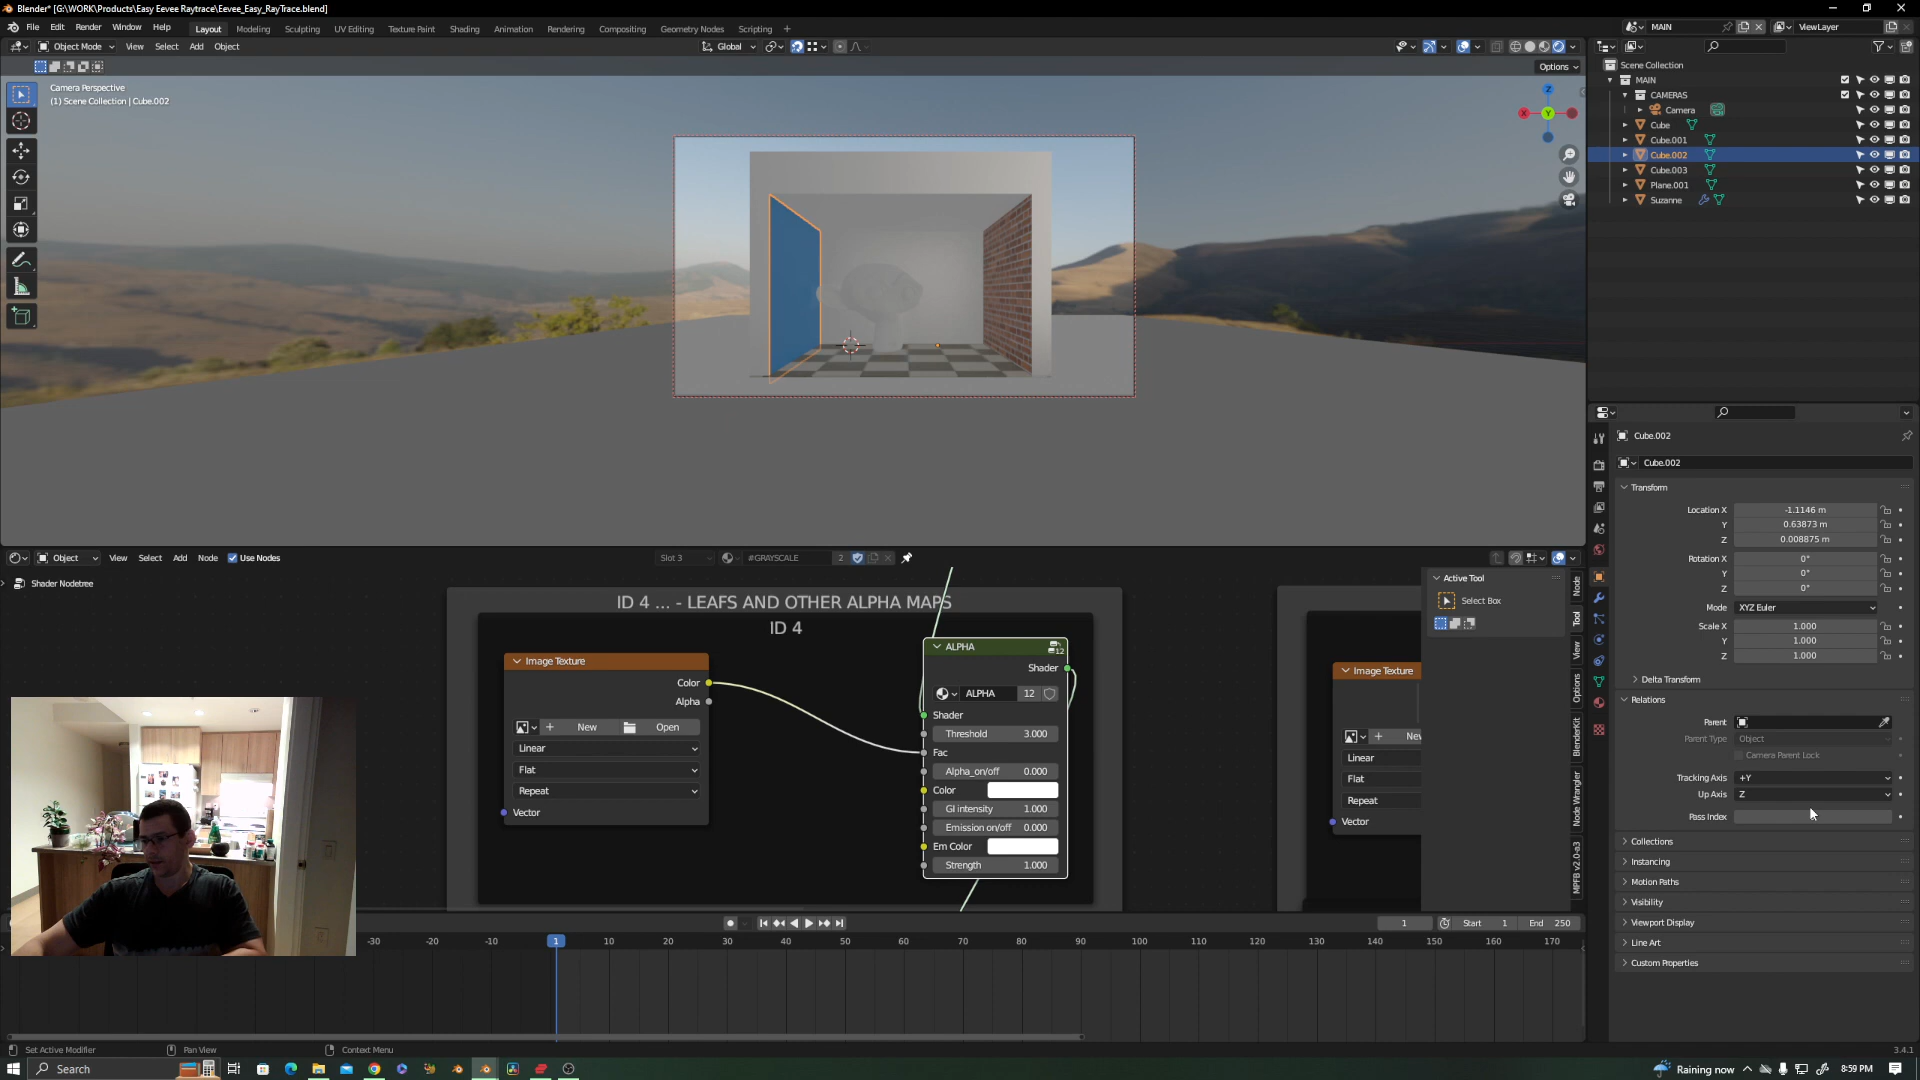 Blender* [G:\WORK\Products\Easy Eevee Raytrace\Eevee_Easy_RayTrace.blend]
File Edit Render Window Help Layout Modeling Sculpting UV Editing Texture Paint Shading Animation Rendering Compositing Geometry Nodes Scripting + MAIN ViewLayer
Object Mode View Select Add Object Global
Options
Camera Perspective
(1) Scene Collection | Cube.002
Z
X
Y
Scene Collection
MAIN
CAMERAS
Camera
Cube
Cube.001
Cube.002
Cube.003
Plane.001
Suzanne
Cube.002
Cube.002
Transform
Location X -1.1146 m
Y 0.63873 m
Z 0.008875 m
Rotation X 0°
Y 0°
Z 0°
Mode XYZ Euler
Scale X 1.000
Y 1.000
Z 1.000
Delta Transform
Relations
Parent
Parent Type Object
Camera Parent Lock
Tracking Axis +Y
Up Axis Z
Pass Index
Collections
Instancing
Motion Paths
Visibility
Viewport Display
Line Art
Custom Properties
Object View Select Add Node Use Nodes Slot 3 #GRAYSCALE 2
Shader Nodetree
Active Tool
Select Box
Node
Tool
View
Options
BlenderKit
Node Wrangler
MPFB v2.0-a3
ID 4 ... - LEAFS AND OTHER ALPHA MAPS
ID 4
Image Texture
Color
Alpha
New Open
Linear
Flat
Repeat
Vector
ALPHA
12
Shader
ALPHA 12
Shader
Threshold 3.000
Fac
Alpha_on/off 0.000
Color
GI intensity 1.000
Emission on/off 0.000
Em Color
Strength 1.000
Image Texture
Linear
Flat
Repeat
Vector
1 Start 1 End 250
-30 -20 -10 1 10 20 30 40 50 60 70 80 90 100 110 120 130 140 150 160 170
Set Active Modifier Pan View Context Menu 3.4.1
Search Raining now 8:59 PM